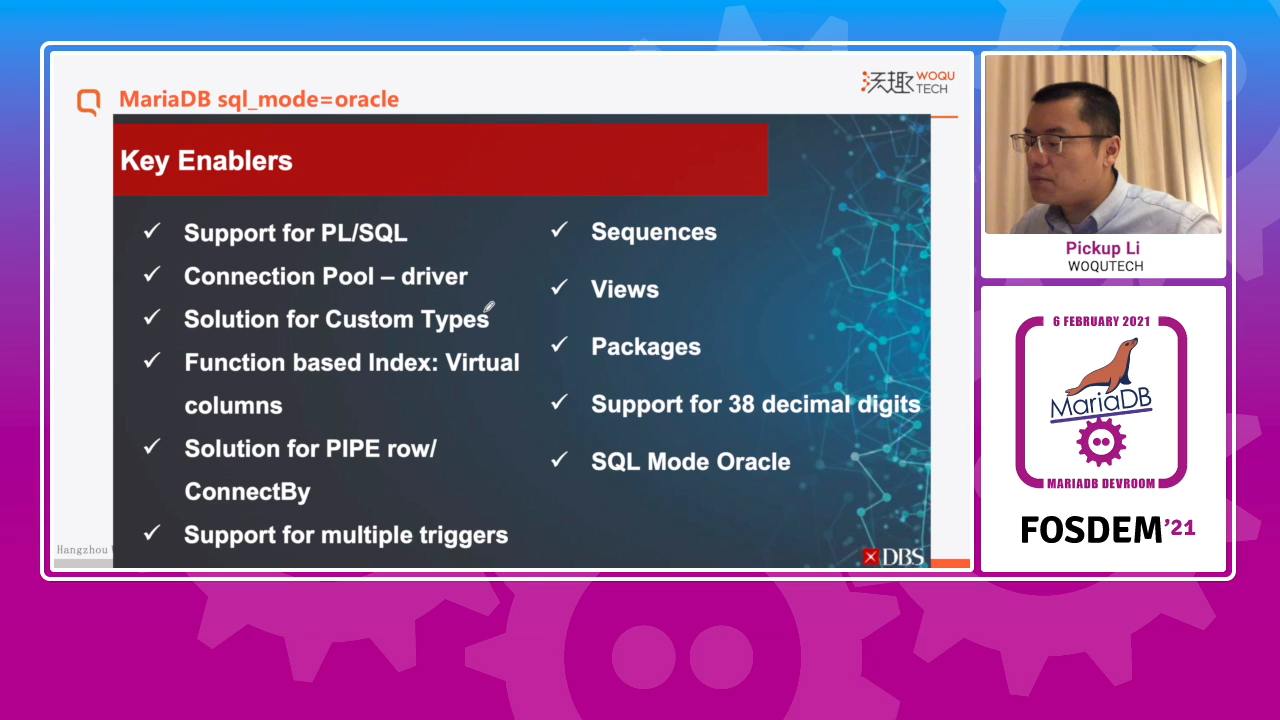 MariaDB sql_mode=oracle
沃趣 WOQU
TECH
Key Enablers
✓ Support for PL/SQL
✓ Connection Pool – driver
✓ Solution for Custom Types
✓ Function based Index: Virtual
columns
✓ Solution for PIPE row/
ConnectBy
✓ Support for multiple triggers
✓ Sequences
✓ Views
✓ Packages
✓ Support for 38 decimal digits
✓ SQL Mode Oracle
DBS
Hangzhou
Pickup Li
WOQUTECH
6 FEBRUARY 2021
MariaDB
MARIADB DEVROOM
FOSDEM'21